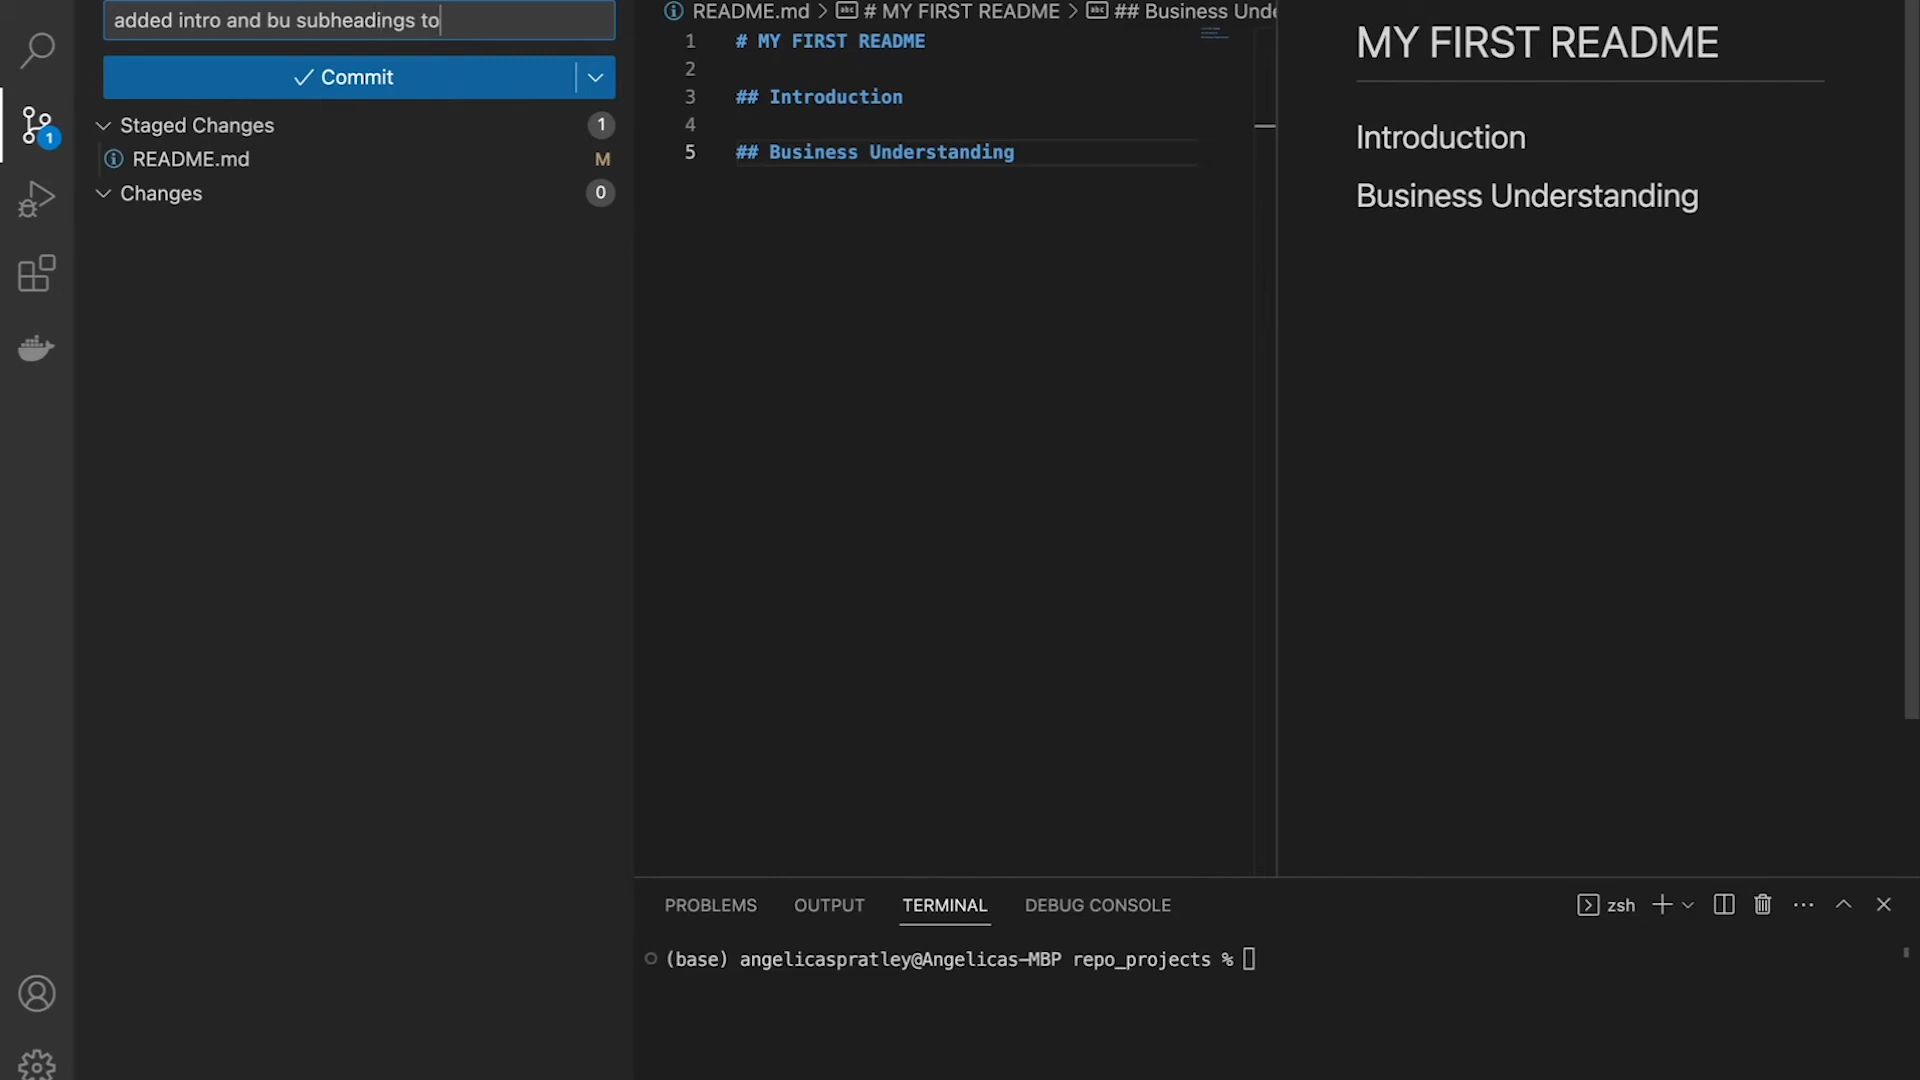 added intro and bu subheadings to
Commit
Staged Changes 1
README.md M
Changes 0
1
README.md > # MY FIRST README > ## Business Unde
1 # MY FIRST README
2
3 ## Introduction
4
5 ## Business Understanding
MY FIRST README
Introduction
Business Understanding
PROBLEMS OUTPUT TERMINAL DEBUG CONSOLE zsh
(base) angelicaspratley@Angelicas-MBP repo_projects %